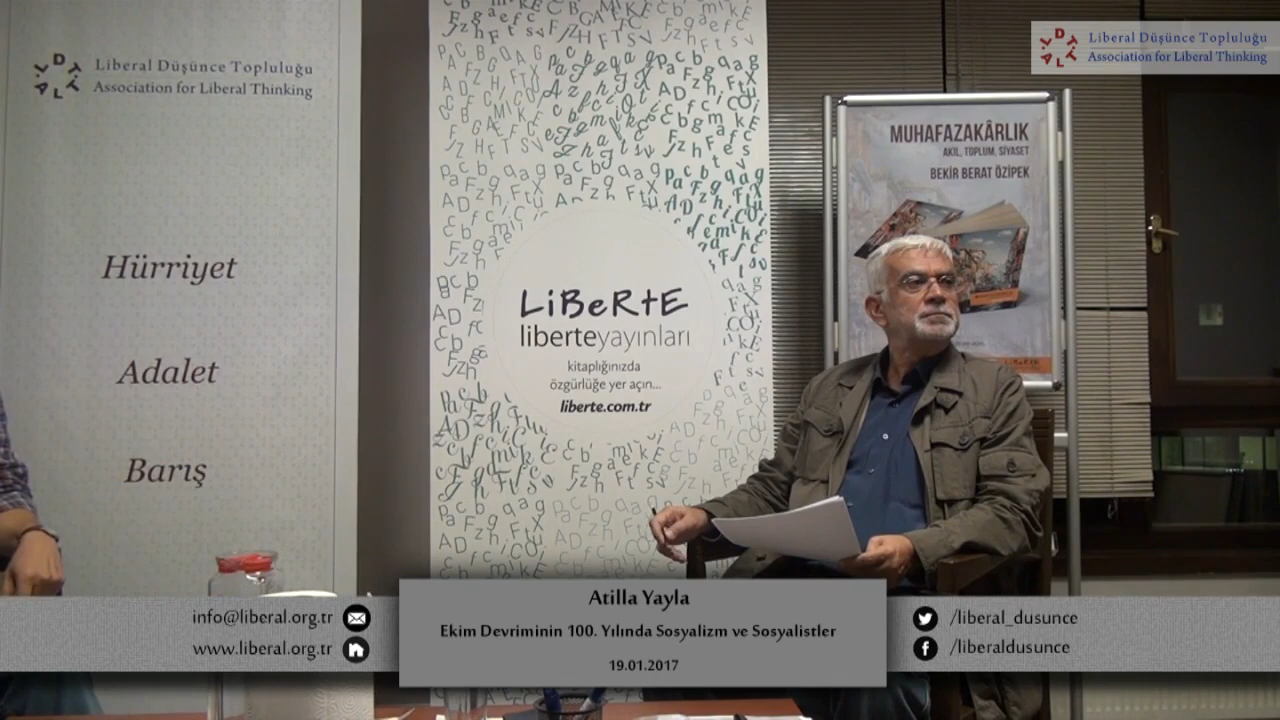 Liberal Düşünce Topluluğu
Association for Liberal Thinking
Hürriyet
Adalet
Barış
LiBeRtE
liberteyayınları
kitaplığınızda
özgürlüğe yer açın...
liberte.com.tr
MUHAFAZAKÂRLIK
AKIL, TOPLUM, SİYASET
BEKİR BERAT ÖZİPEK
Liberal Düşünce Topluluğu
Association for Liberal Thinking
info@liberal.org.tr
www.liberal.org.tr
Atilla Yayla
Ekim Devriminin 100. Yılında Sosyalizm ve Sosyalistler
19.01.2017
/liberal_dusunce
/liberaldusunce